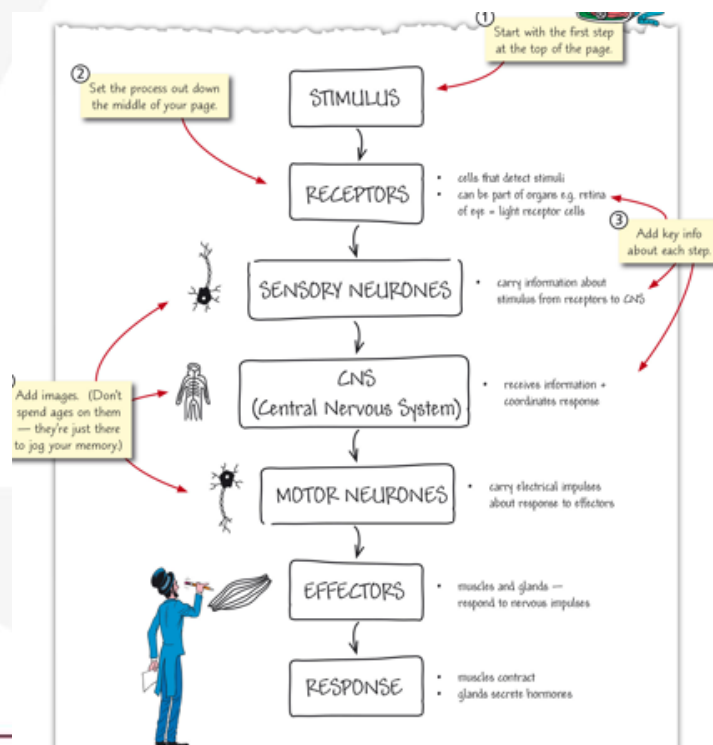 ①
Start with the first step
at the top of the page.
②
Set the process out down
the middle of your page.
STIMULUS
RECEPTORS
• cells that detect stimuli
• can be part of organs e.g. retina
of eye = light receptor cells
③
Add key info
about each step.
SENSORY NEURONES
• carry information about
stimulus from receptors to CNS
CNS
(Central Nervous System)
• receives information +
coordinates response
Add images. (Don't
spend ages on them
— they're just there
to jog your memory.)
MOTOR NEURONES
• carry electrical impulses
about response to effectors
EFFECTORS
• muscles and glands —
respond to nervous impulses
RESPONSE
• muscles contract
• glands secrete hormones